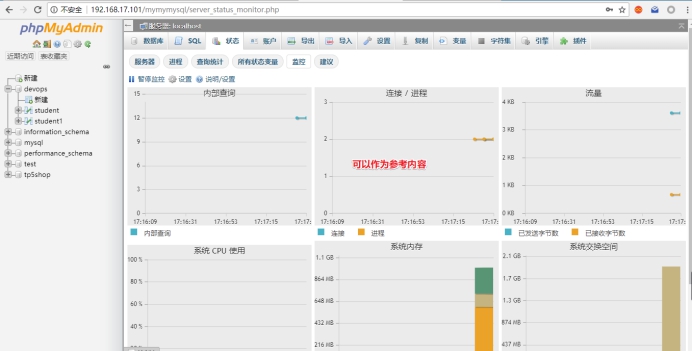 不安全 | 192.168.17.101/mymymysql/server_status_monitor.php
phpMyAdmin
近期访问 表收藏夹
新建
devops
新建
student
student1
information_schema
mysql
performance_schema
test
tp5shop
服务器: localhost
数据库 SQL 状态 账户 导出 导入 设置 复制 变量 字符集 引擎 插件
服务器 进程 查询统计 所有状态变量 监控 建议
暂停监控 设置 说明/设置
内部查询
15
12
9
6
3
0
17:16:09 17:16:31 17:16:53 17:17:15 17:17:
内部查询
连接 / 进程
3
2
1
0
可以作为参考内容
17:16:09 17:16:31 17:16:53 17:17:15 17:17:
连接 进程
流量
4 KB
3 KB
2 KB
1 KB
0 KB
17:16:09 17:16:31 17:16:53 17:17:15 17:17:
已发送字节数 已接收字节数
系统 CPU 使用
100 %
80 %
60 %
40 %
系统内存
1.1 GB
864 MB
648 MB
432 MB
216 MB
系统交换空间
2.1 GB
1.7 GB
1.3 GB
874 MB
437 MB